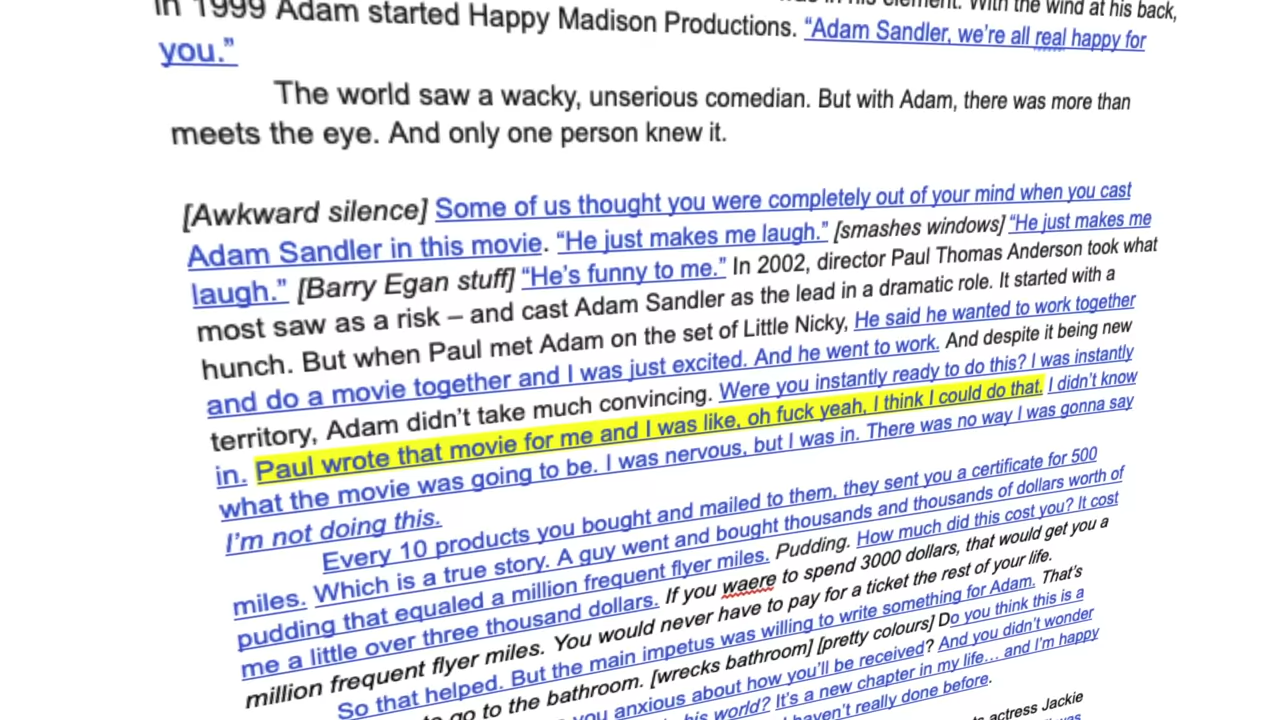 In 1999 Adam started Happy Madison Productions. “Adam Sandler, we’re all real happy for
in his element. With the wind at his back,
you.”
The world saw a wacky, unserious comedian. But with Adam, there was more than
meets the eye. And only one person knew it.
[Awkward silence] Some of us thought you were completely out of your mind when you cast
Adam Sandler in this movie. “He just makes me laugh.” [smashes windows] “He just makes me
laugh.” [Barry Egan stuff] “He’s funny to me.” In 2002, director Paul Thomas Anderson took what
most saw as a risk – and cast Adam Sandler as the lead in a dramatic role. It started with a
hunch. But when Paul met Adam on the set of Little Nicky, He said he wanted to work together
and do a movie together and I was just excited. And he went to work. And despite it being new
territory, Adam didn’t take much convincing. Were you instantly ready to do this? I was instantly
in. Paul wrote that movie for me and I was like, oh fuck yeah, I think I could do that. I didn’t know
what the movie was going to be. I was nervous, but I was in. There was no way I was gonna say
I’m not doing this.
Every 10 products you bought and mailed to them, they sent you a certificate for 500
miles. Which is a true story. A guy went and bought thousands and thousands of dollars worth of
pudding that equaled a million frequent flyer miles. Pudding. How much did this cost you? It cost
me a little over three thousand dollars. If you waere to spend 3000 dollars, that would get you a
million frequent flyer miles. You would never have to pay for a ticket the rest of your life.
So that helped. But the main impetus was willing to write something for Adam. That’s
go to the bathroom. [wrecks bathroom] [pretty colours] Do you think this is a
you anxious about how you’ll be received? And you didn’t wonder
his world? It’s a new chapter in my life… and I’m happy
haven’t really done before.
actress Jackie